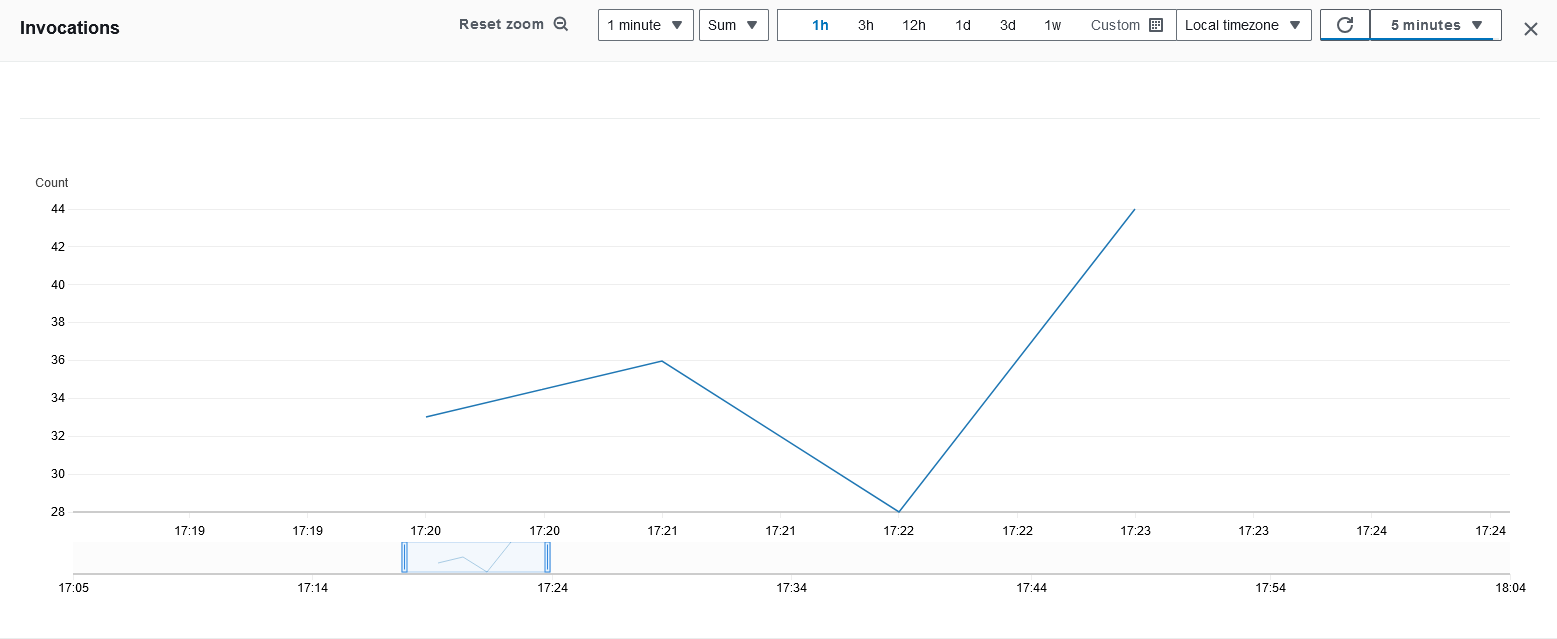 Invocations Reset zoom 1 minute Sum 1h 3h 12h 1d 3d 1w Custom Local timezone 5 minutes
Count
44
42
40
38
36
34
32
30
28
17:19 17:19 17:20 17:20 17:21 17:21 17:22 17:22 17:23 17:23 17:24 17:24
17:05 17:14 17:24 17:34 17:44 17:54 18:04